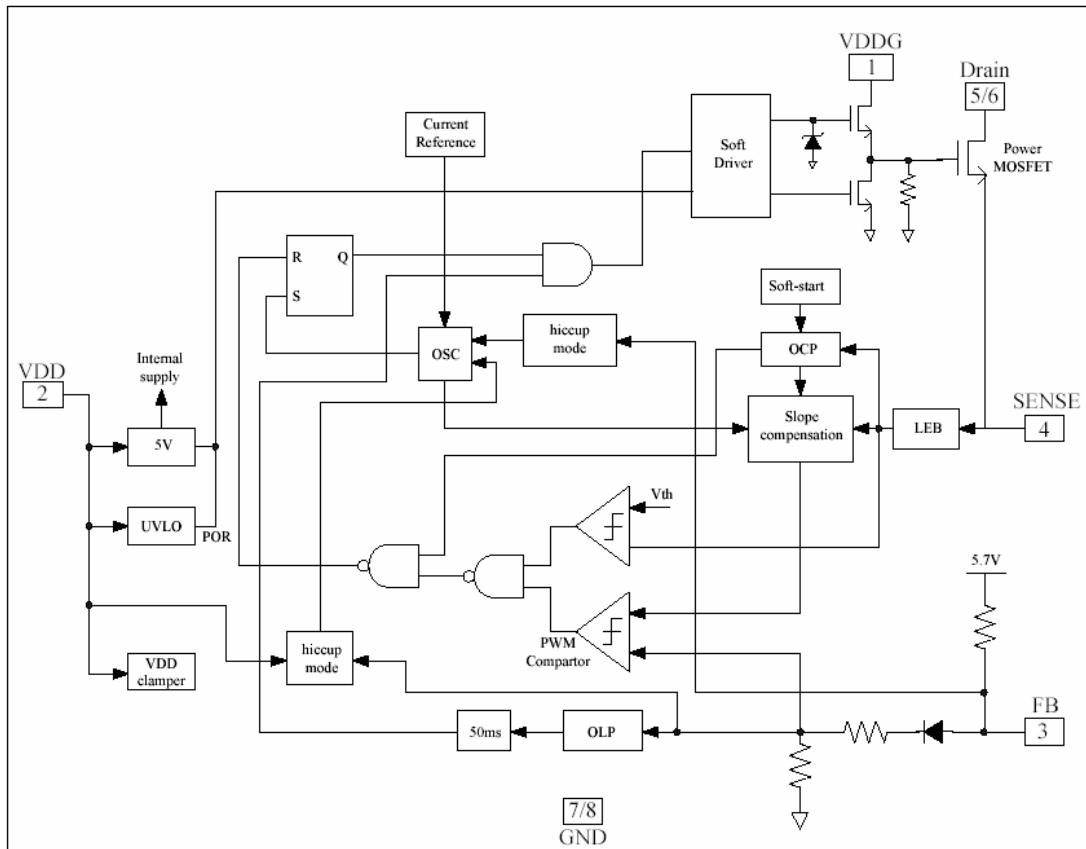 VDDG
1
Drain
5/6
Current
Reference
Soft
Driver
Power
MOSFET
R
Q
S
Soft-start
hiccup
mode
OSC
OCP
Internal
supply
VDD
2
SENSE
4
5V
Slope
compensation
LEB
UVLO
POR
Vth
5.7V
PWM
Compartor
hiccup
mode
VDD
clamper
FB
3
50ms
OLP
7/8
GND